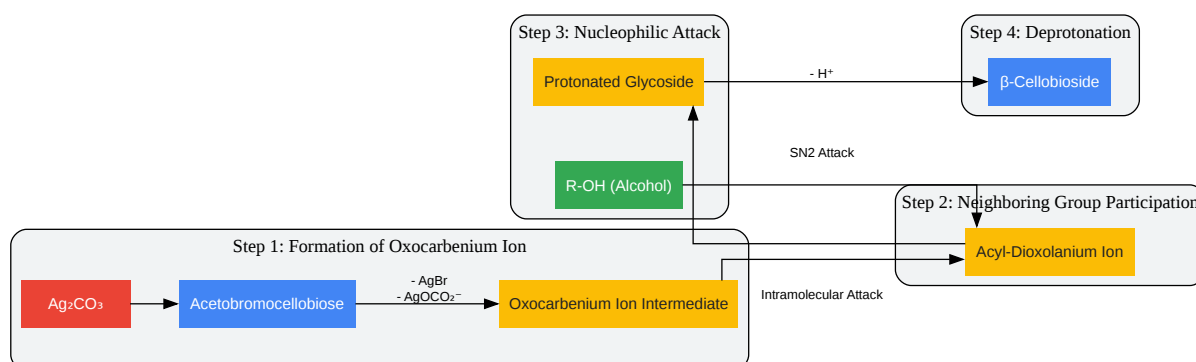 Step 3: Nucleophilic Attack
Protonated Glycoside
R-OH (Alcohol)
- H⁺
Step 4: Deprotonation
β-Cellobioside
SN2 Attack
Step 2: Neighboring Group Participation
Acyl-Dioxolanium Ion
Intramolecular Attack
Step 1: Formation of Oxocarbenium Ion
Ag₂CO₃
Acetobromocellobiose
- AgBr
- AgOCO₂⁻
Oxocarbenium Ion Intermediate